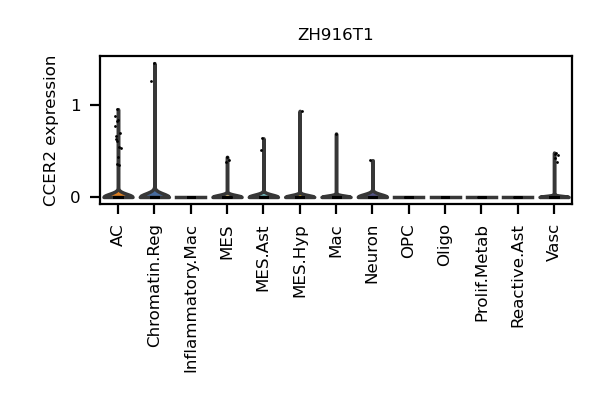 ZH916T1
CCER2 expression
1
0
AC
Chromatin.Reg
Inflammatory.Mac
MES
MES.Ast
MES.Hyp
Mac
Neuron
OPC
Oligo
Prolif.Metab
Reactive.Ast
Vasc